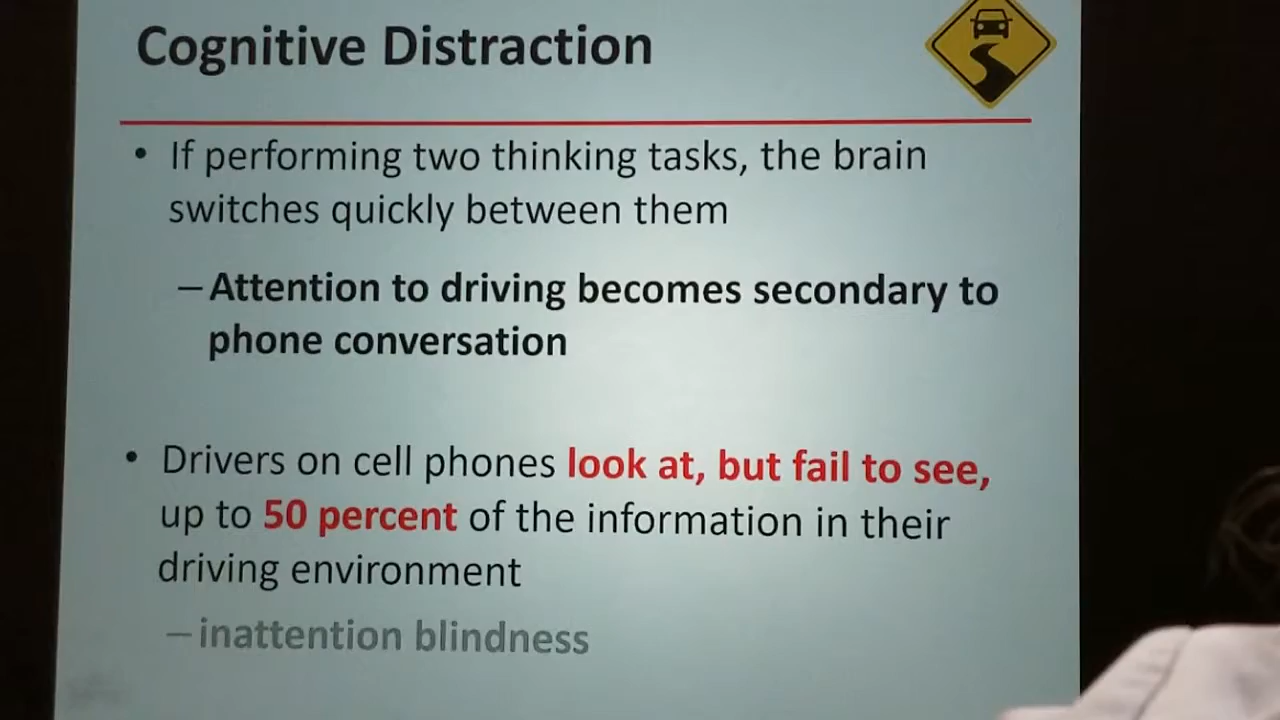 Cognitive Distraction
• If performing two thinking tasks, the brain
switches quickly between them
– Attention to driving becomes secondary to
phone conversation
• Drivers on cell phones look at, but fail to see,
up to 50 percent of the information in their
driving environment
– inattention blindness